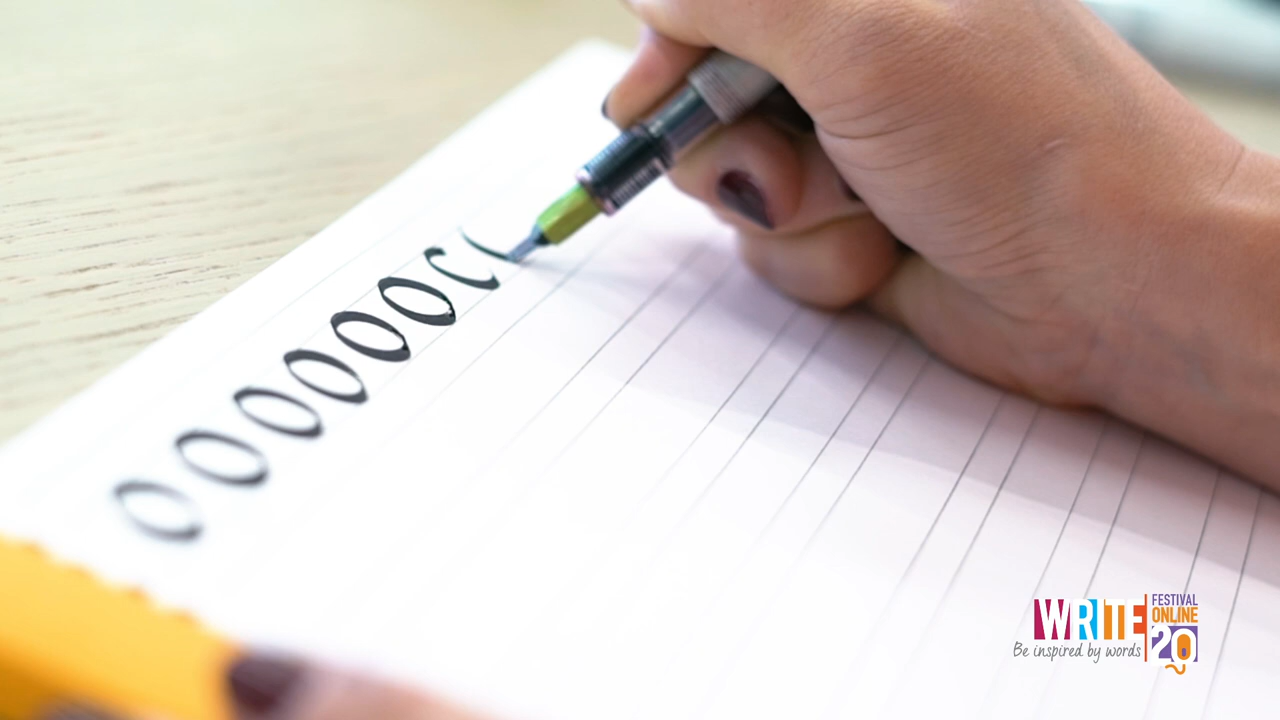 o o o o o o c
WRITE
FESTIVAL
ONLINE
20
Be inspired by words